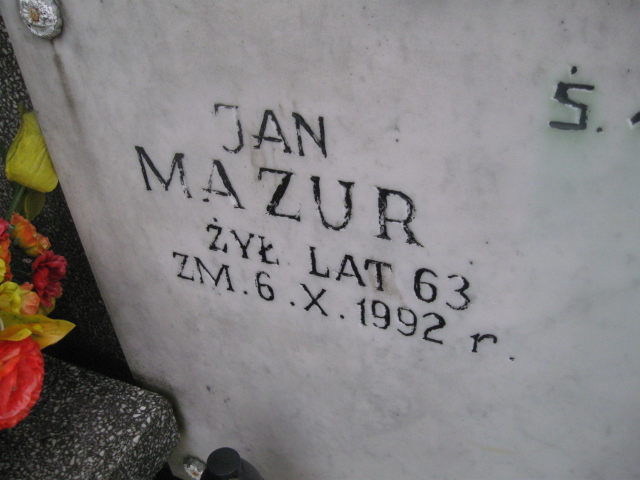 JAN
MAZUR
ŻYŁ LAT 63
ZM. 6. X. 1992 r.
Ś.